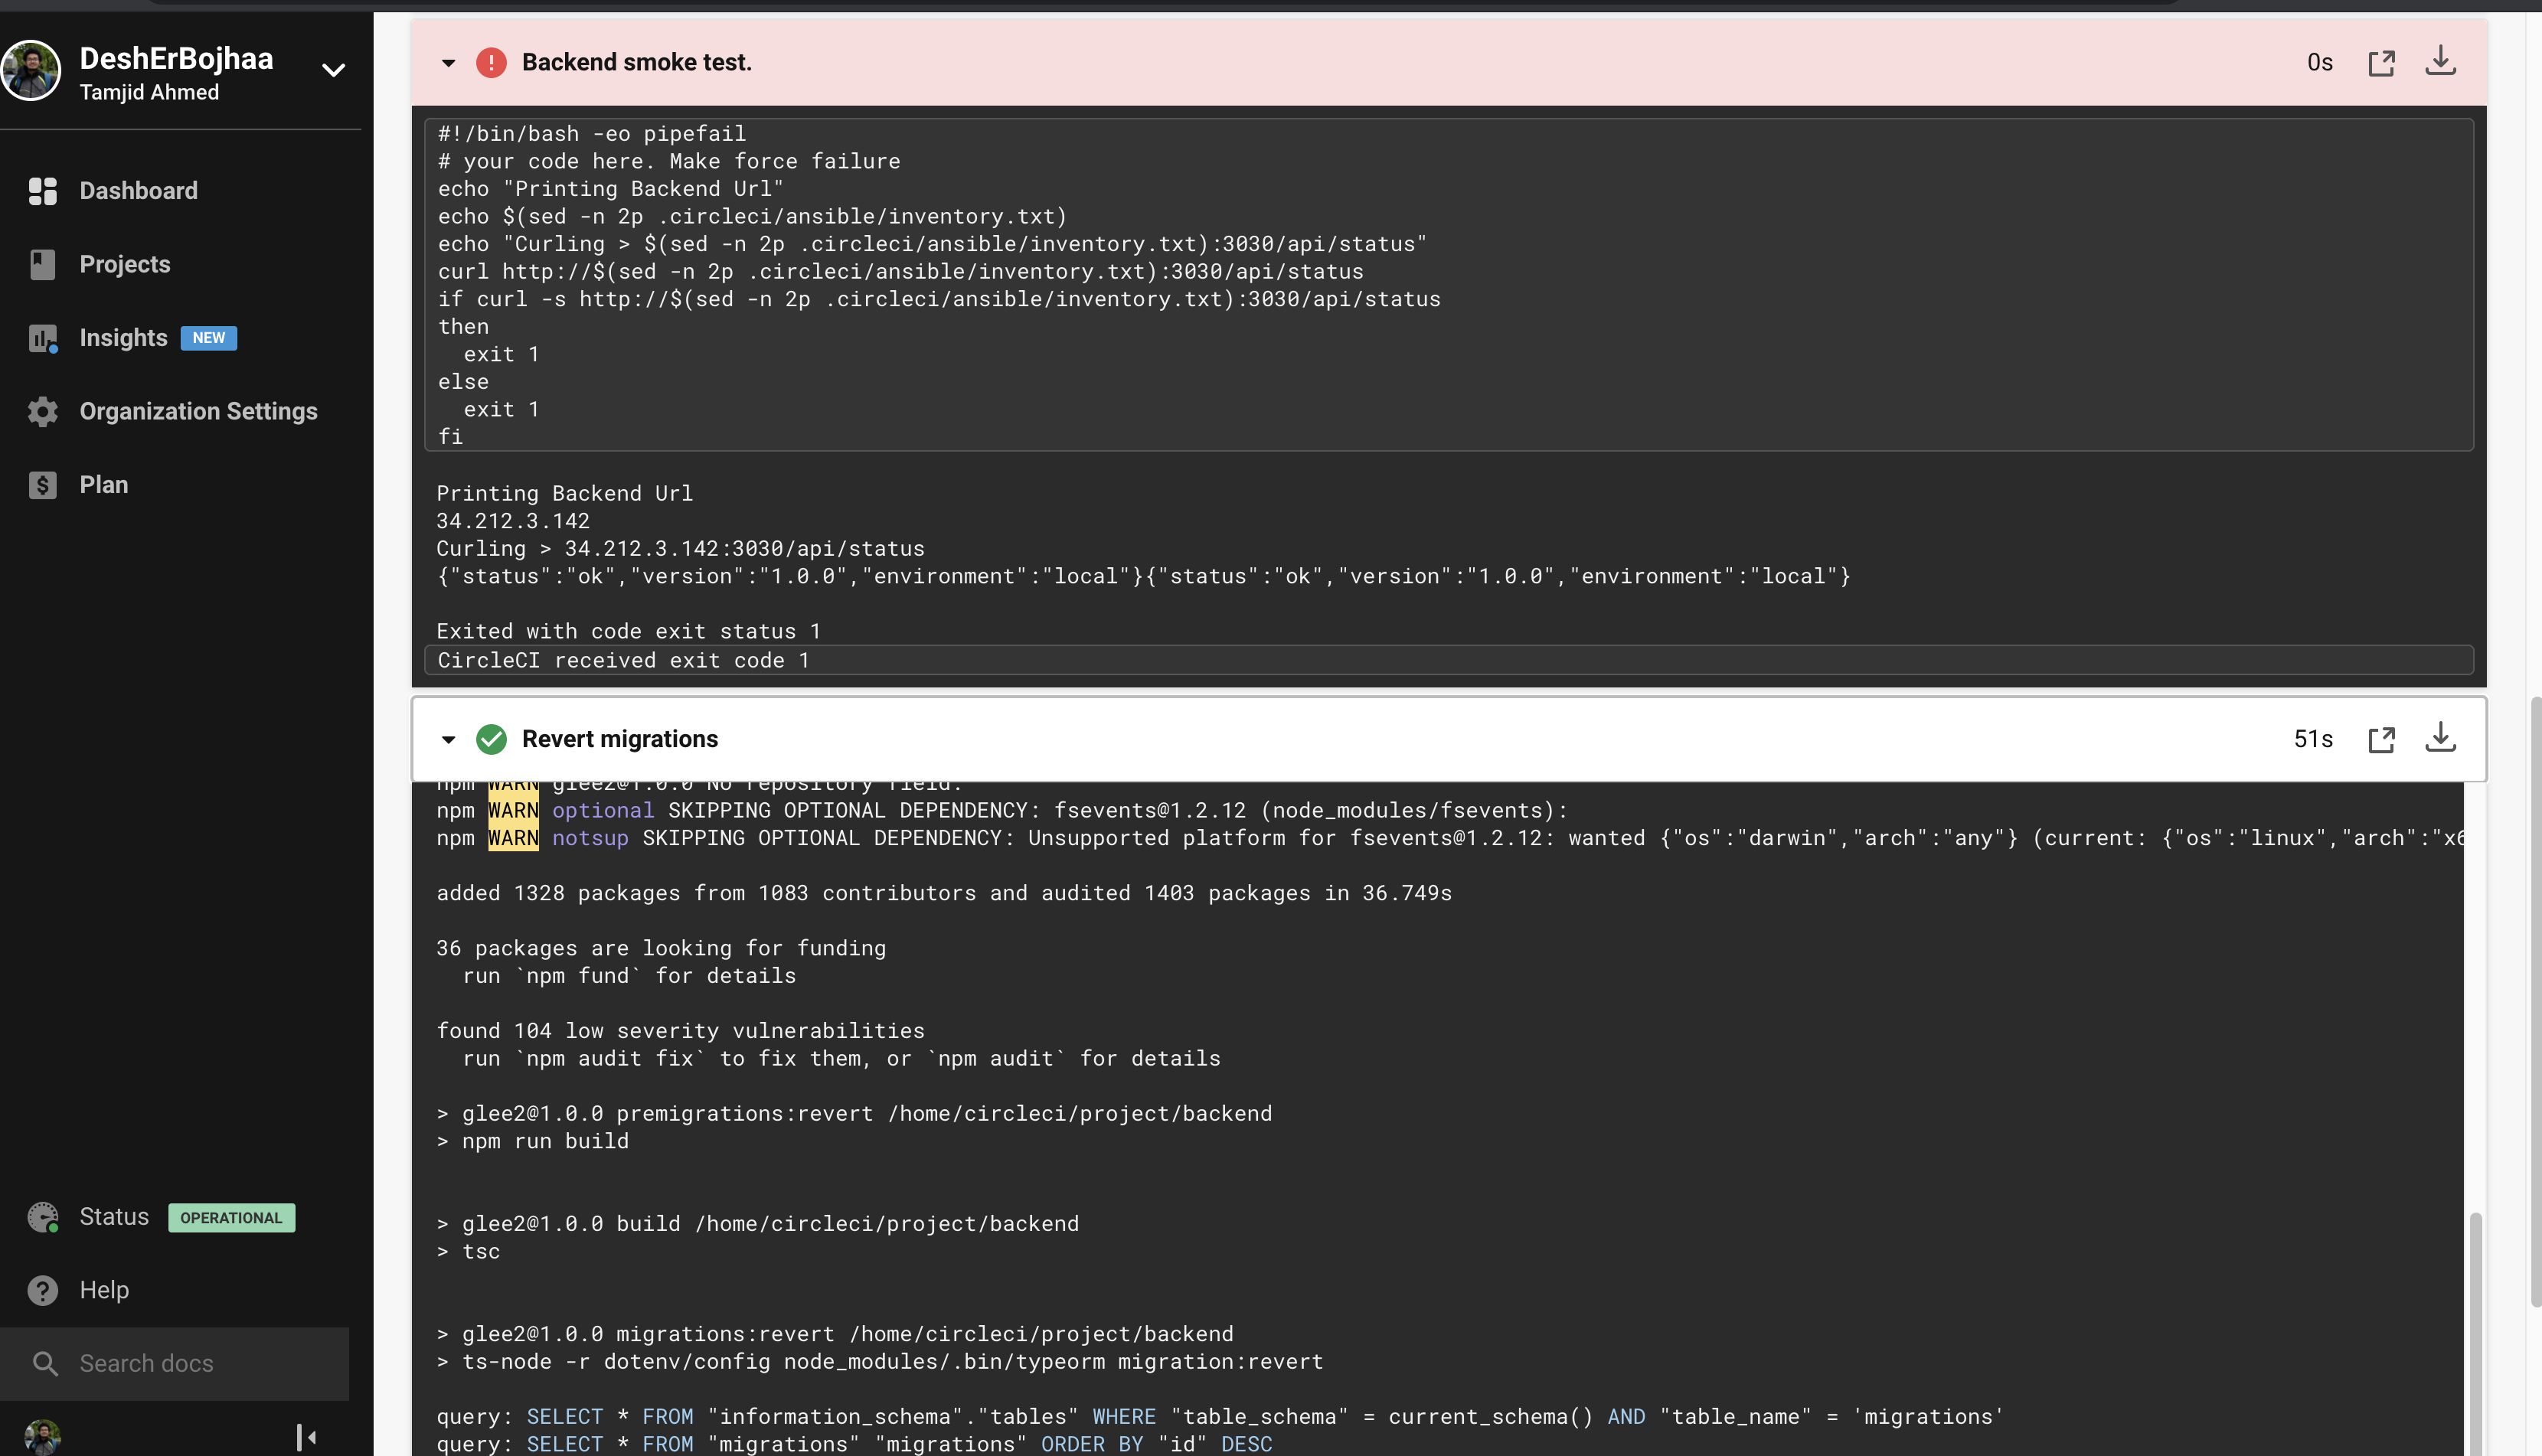 DeshErBojhaa
Tamjid Ahmed
Dashboard
Projects
Insights NEW
Organization Settings
Plan
Status OPERATIONAL
Help
Search docs
Backend smoke test.
0s
#!/bin/bash -eo pipefail
# your code here. Make force failure
echo "Printing Backend Url"
echo $(sed -n 2p .circleci/ansible/inventory.txt)
echo "Curling > $(sed -n 2p .circleci/ansible/inventory.txt):3030/api/status"
curl http://$(sed -n 2p .circleci/ansible/inventory.txt):3030/api/status
if curl -s http://$(sed -n 2p .circleci/ansible/inventory.txt):3030/api/status
then
  exit 1
else
  exit 1
fi
Printing Backend Url
34.212.3.142
Curling > 34.212.3.142:3030/api/status
{"status":"ok","version":"1.0.0","environment":"local"}{"status":"ok","version":"1.0.0","environment":"local"}
Exited with code exit status 1
CircleCI received exit code 1
Revert migrations
51s
npm WARN glee2@1.0.0 No repository field.
npm WARN optional SKIPPING OPTIONAL DEPENDENCY: fsevents@1.2.12 (node_modules/fsevents):
npm WARN notsup SKIPPING OPTIONAL DEPENDENCY: Unsupported platform for fsevents@1.2.12: wanted {"os":"darwin","arch":"any"} (current: {"os":"linux","arch":"x6
added 1328 packages from 1083 contributors and audited 1403 packages in 36.749s
36 packages are looking for funding
  run `npm fund` for details
found 104 low severity vulnerabilities
  run `npm audit fix` to fix them, or `npm audit` for details
> glee2@1.0.0 premigrations:revert /home/circleci/project/backend
> npm run build
> glee2@1.0.0 build /home/circleci/project/backend
> tsc
> glee2@1.0.0 migrations:revert /home/circleci/project/backend
> ts-node -r dotenv/config node_modules/.bin/typeorm migration:revert
query: SELECT * FROM "information_schema"."tables" WHERE "table_schema" = current_schema() AND "table_name" = 'migrations'
query: SELECT * FROM "migrations" "migrations" ORDER BY "id" DESC